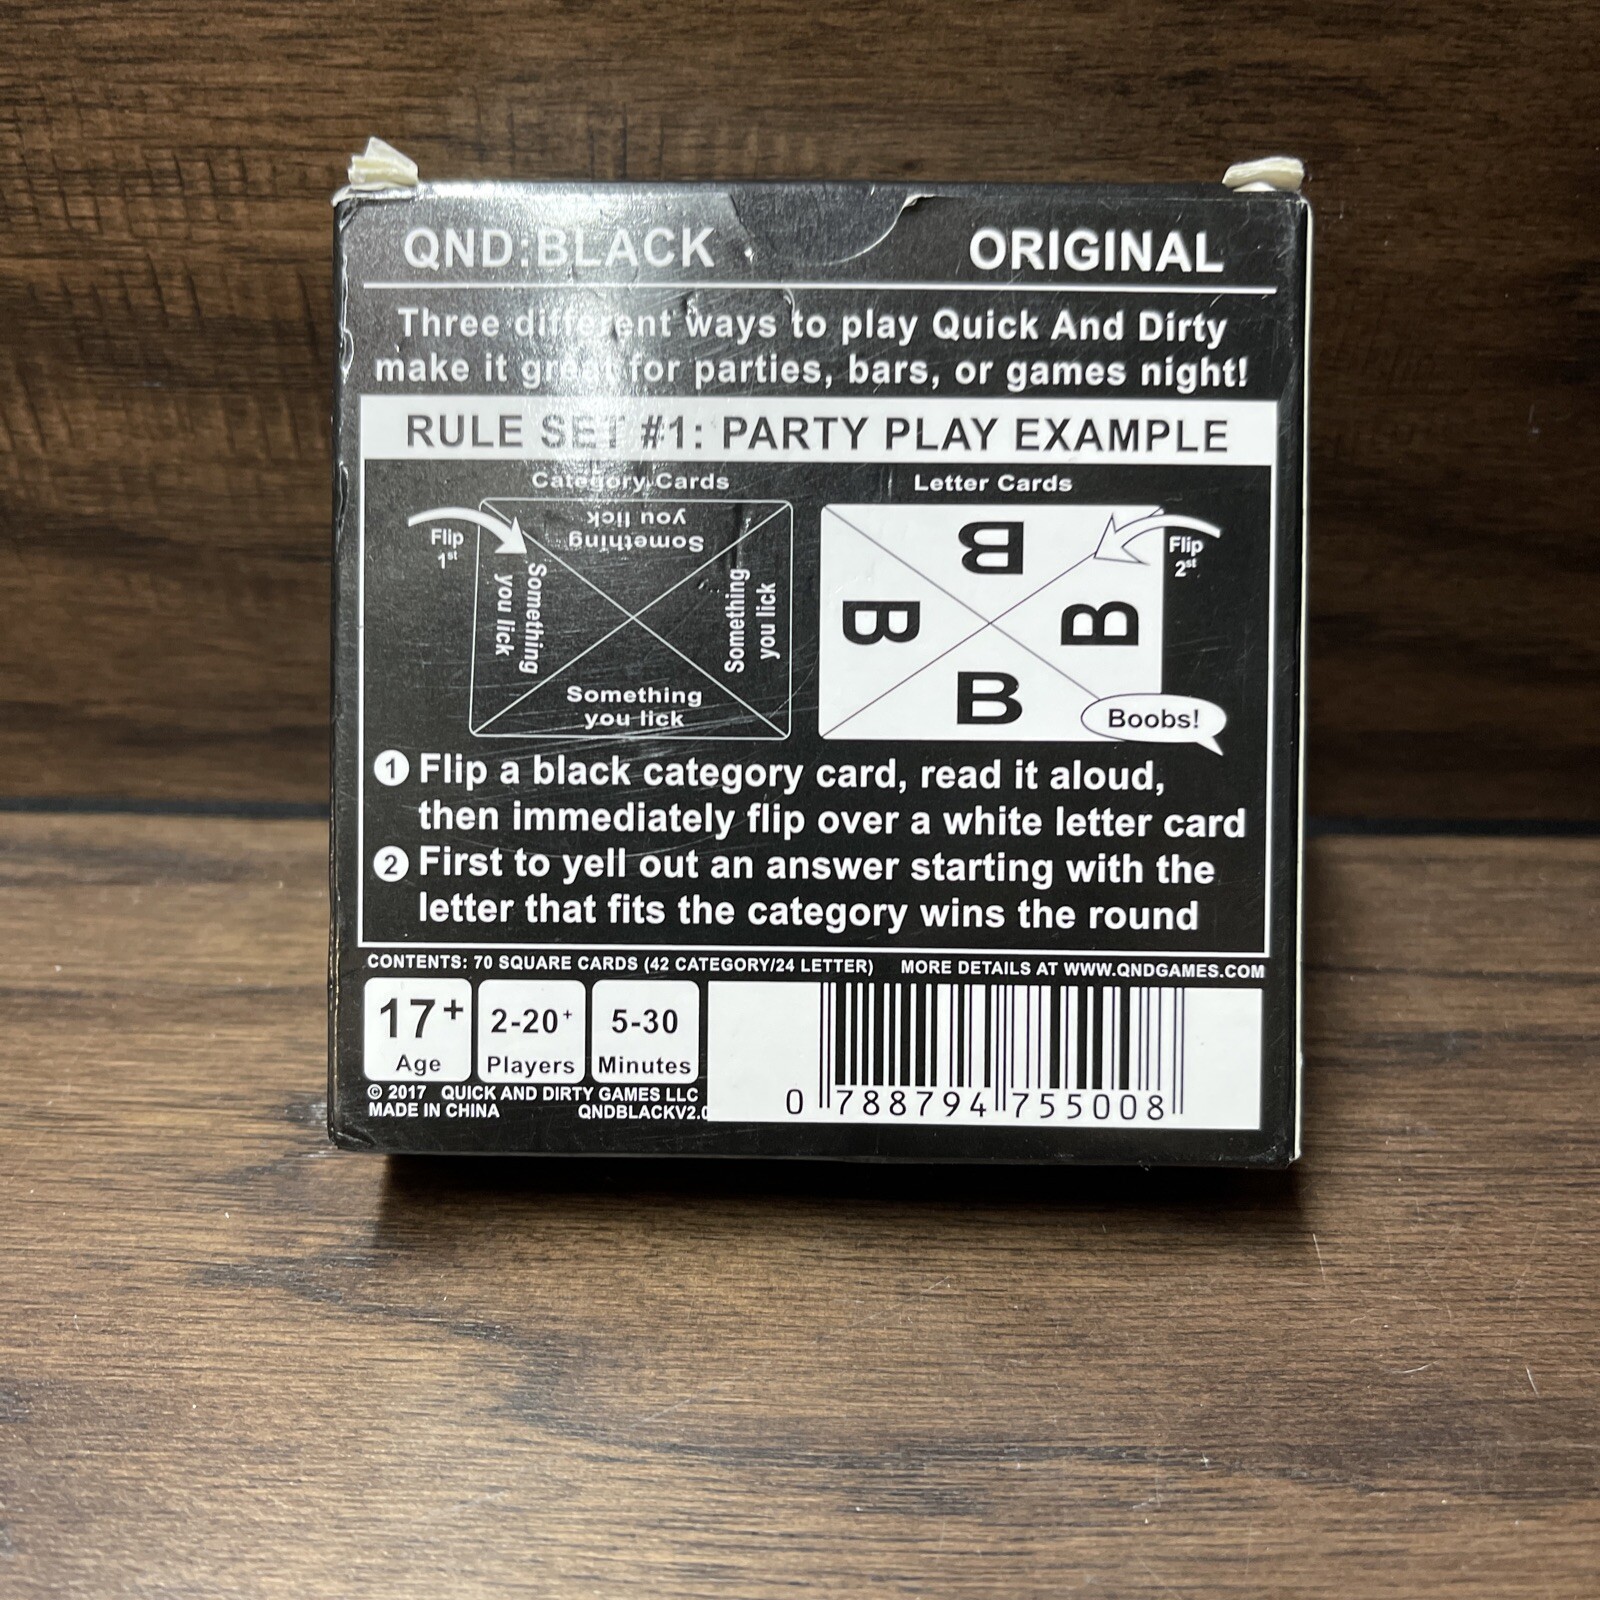 QND:BLACK ORIGINAL
Three different ways to play Quick And Dirty
make it great for parties, bars, or games night!
RULE SET #1: PARTY PLAY EXAMPLE
Category Cards Letter Cards
Flip
1st
Something
you lick
Something
you lick
Something
you lick
Something
you lick
B
B
B
B
Flip
2st
Boobs!
1 Flip a black category card, read it aloud,
then immediately flip over a white letter card
2 First to yell out an answer starting with the
letter that fits the category wins the round
CONTENTS: 70 SQUARE CARDS (42 CATEGORY/24 LETTER) MORE DETAILS AT WWW.QNDGAMES.COM
17+
Age
2-20+
Players
5-30
Minutes
© 2017 QUICK AND DIRTY GAMES LLC
MADE IN CHINA QNDBLACKV2.0
0 788794 755008